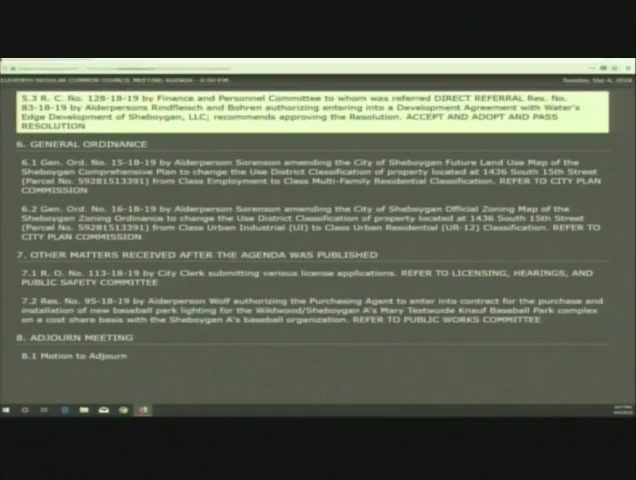 ELEVENTH REGULAR COMMON COUNCIL MEETING AGENDA - 6:00 P.M.
Tuesday, Sep 4, 2018
5.3 R. C. No. 128-18-19 by Finance and Personnel Committee to whom was referred DIRECT REFERRAL Res. No.
83-18-19 by Alderpersons Rindfleisch and Bohren authorizing entering into a Development Agreement with Water's
Edge Development of Sheboygan, LLC; recommends approving the Resolution. ACCEPT AND ADOPT AND PASS
RESOLUTION
6. GENERAL ORDINANCE
6.1 Gen. Ord. No. 15-18-19 by Alderperson Sorenson amending the City of Sheboygan Future Land Use Map of the
Sheboygan Comprehensive Plan to change the Use District Classification of property located at 1436 South 15th Street
(Parcel No. 59281513391) from Class Employment to Class Multi-Family Residential Classification. REFER TO CITY PLAN
COMMISSION
6.2 Gen. Ord. No. 16-18-19 by Alderperson Sorenson amending the City of Sheboygan Official Zoning Map of the
Sheboygan Zoning Ordinance to change the Use District Classification of property located at 1436 South 15th Street
(Parcel No. 59281513391) from Class Urban Industrial (UI) to Class Urban Residential (UR-12) Classification. REFER TO
CITY PLAN COMMISSION
7. OTHER MATTERS RECEIVED AFTER THE AGENDA WAS PUBLISHED
7.1 R. O. No. 113-18-19 by City Clerk submitting various license applications. REFER TO LICENSING, HEARINGS, AND
PUBLIC SAFETY COMMITTEE
7.2 Res. No. 95-18-19 by Alderperson Wolf authorizing the Purchasing Agent to enter into contract for the purchase and
installation of new baseball park lighting for the Wildwood/Sheboygan A's Mary Testwuide Knauf Baseball Park complex
on a cost share basis with the Sheboygan A's baseball organization. REFER TO PUBLIC WORKS COMMITTEE
8. ADJOURN MEETING
8.1 Motion to Adjourn